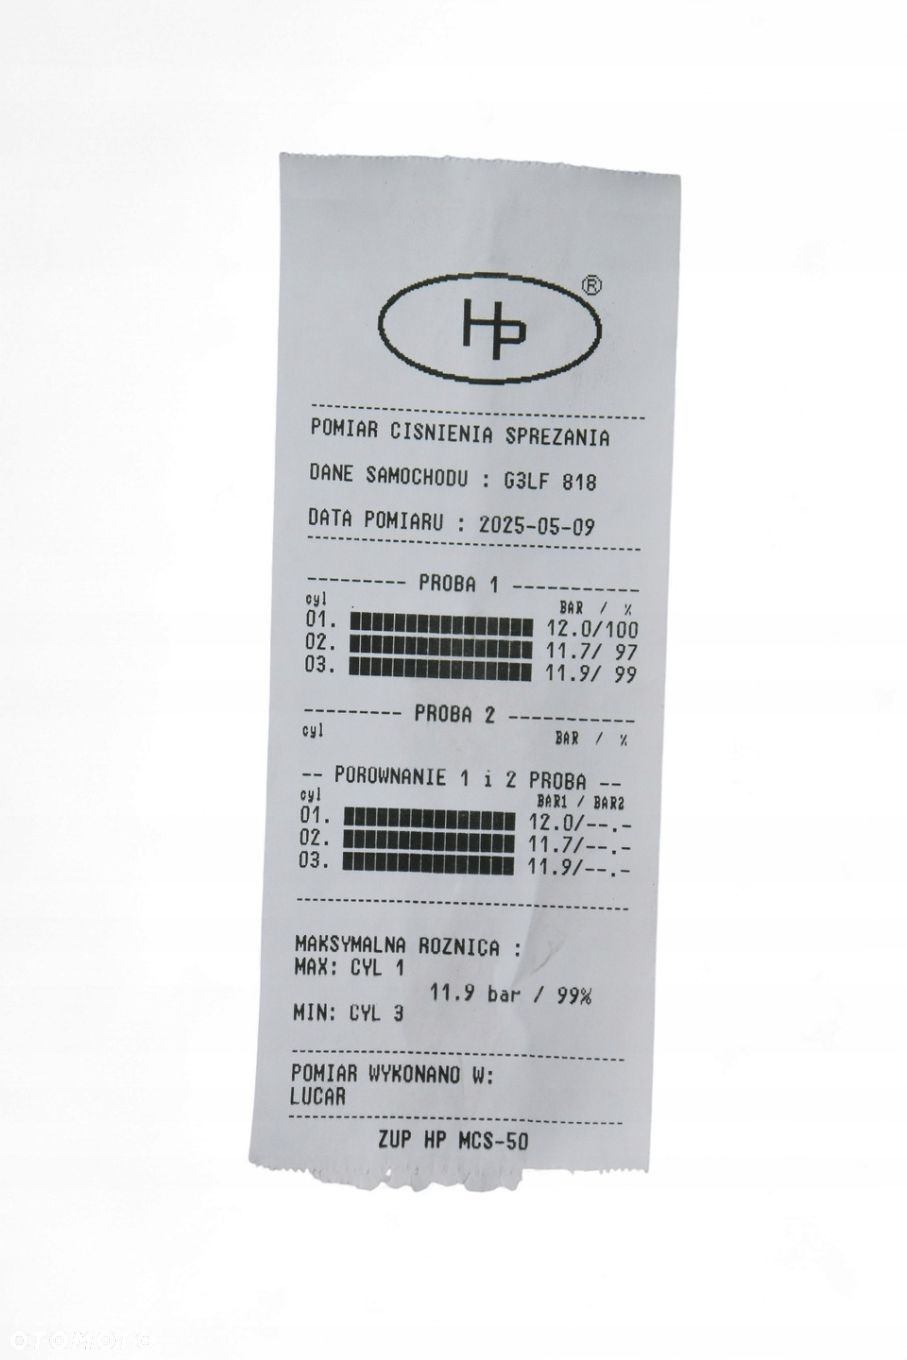 HP ®
POMIAR CISNIENIA SPREZANIA
DANE SAMOCHODU : G3LF 818
DATA POMIARU : 2025-05-09
--------- PROBA 1 -----------
cyl BAR / %
01. 12.0/100
02. 11.7/ 97
03. 11.9/ 99
--------- PROBA 2 -----------
cyl BAR / %
-- POROWNANIE 1 i 2 PROBA --
cyl BAR1 / BAR2
01. 12.0/--.-
02. 11.7/--.-
03. 11.9/--.-
MAKSYMALNA ROZNICA :
MAX: CYL 1
11.9 bar / 99%
MIN: CYL 3
POMIAR WYKONANO W:
LUCAR
ZUP HP MCS-50
OTOMOTO